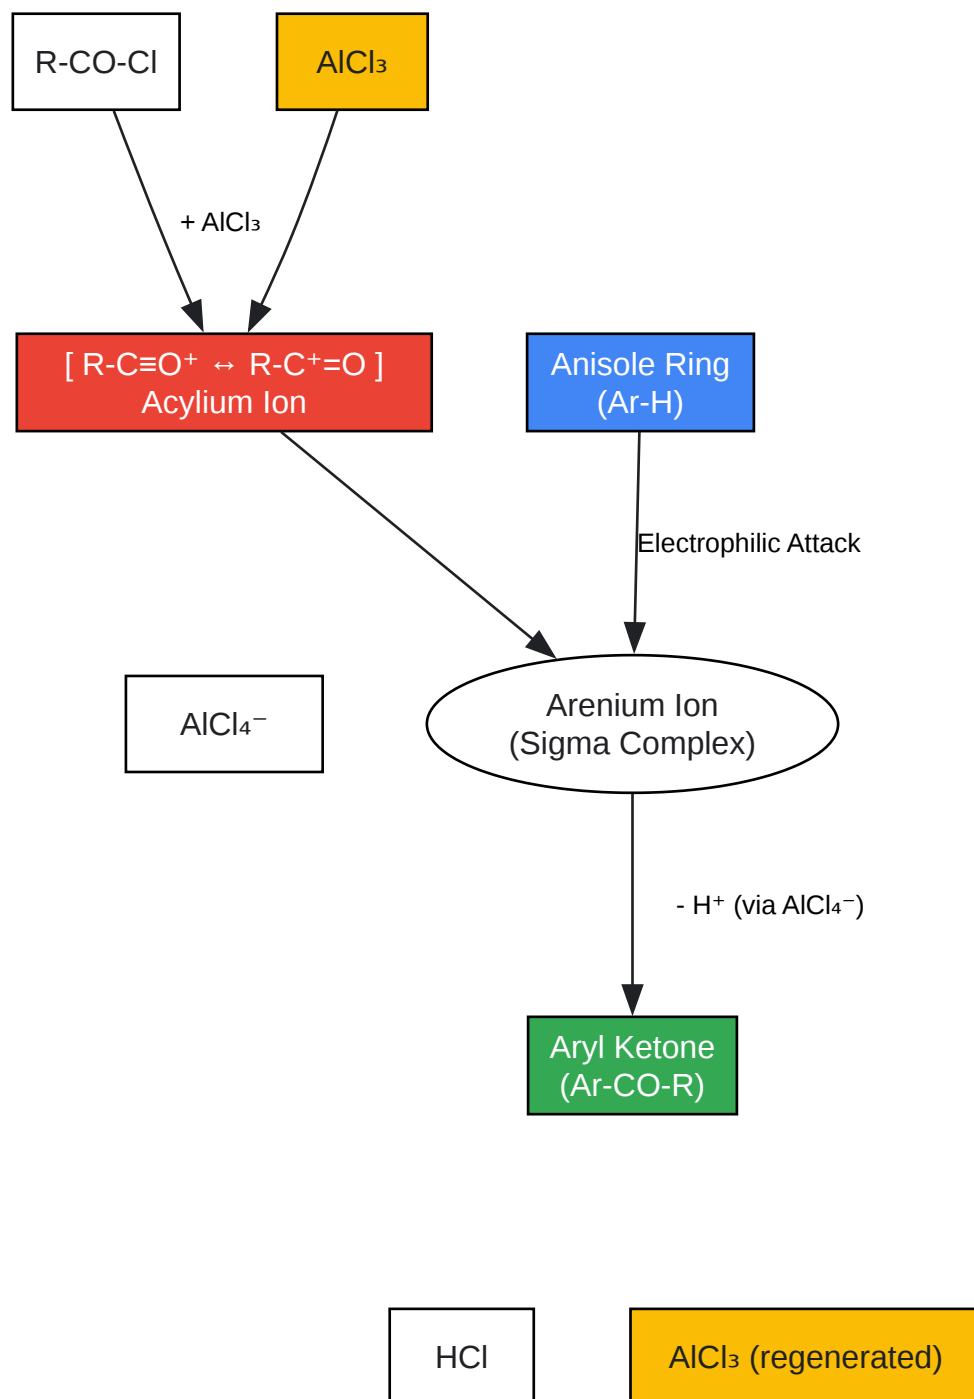 R-CO-Cl
AlCl₃
+ AlCl₃
[ R-C≡O⁺ ↔ R-C⁺=O ]
Acylium Ion
Anisole Ring
(Ar-H)
Electrophilic Attack
AlCl₄⁻
Arenium Ion
(Sigma Complex)
- H⁺ (via AlCl₄⁻)
Aryl Ketone
(Ar-CO-R)
HCl
AlCl₃ (regenerated)